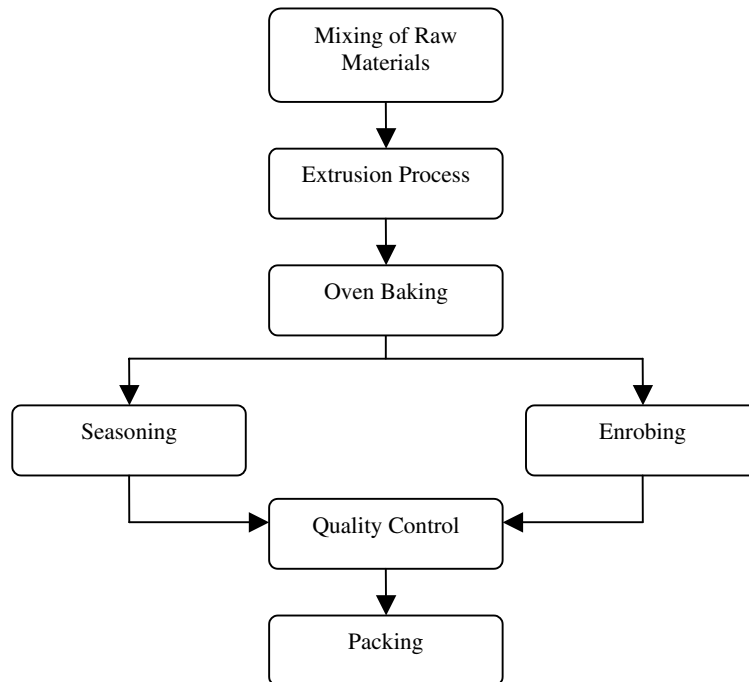 Mixing of Raw
Materials
Extrusion Process
Oven Baking
Seasoning
Enrobing
Quality Control
Packing